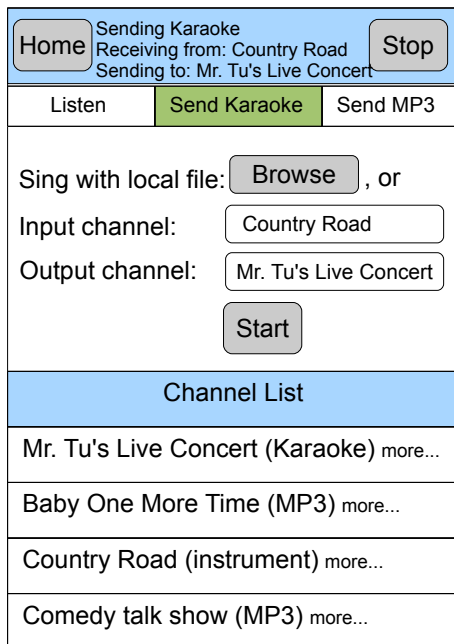 Home
Sending Karaoke
Receiving from: Country Road
Sending to: Mr. Tu's Live Concert
Stop
Listen
Send Karaoke
Send MP3
Sing with local file: Browse , or
Input channel: Country Road
Output channel: Mr. Tu's Live Concert
Start
Channel List
Mr. Tu's Live Concert (Karaoke) more...
Baby One More Time (MP3) more...
Country Road (instrument) more...
Comedy talk show (MP3) more...